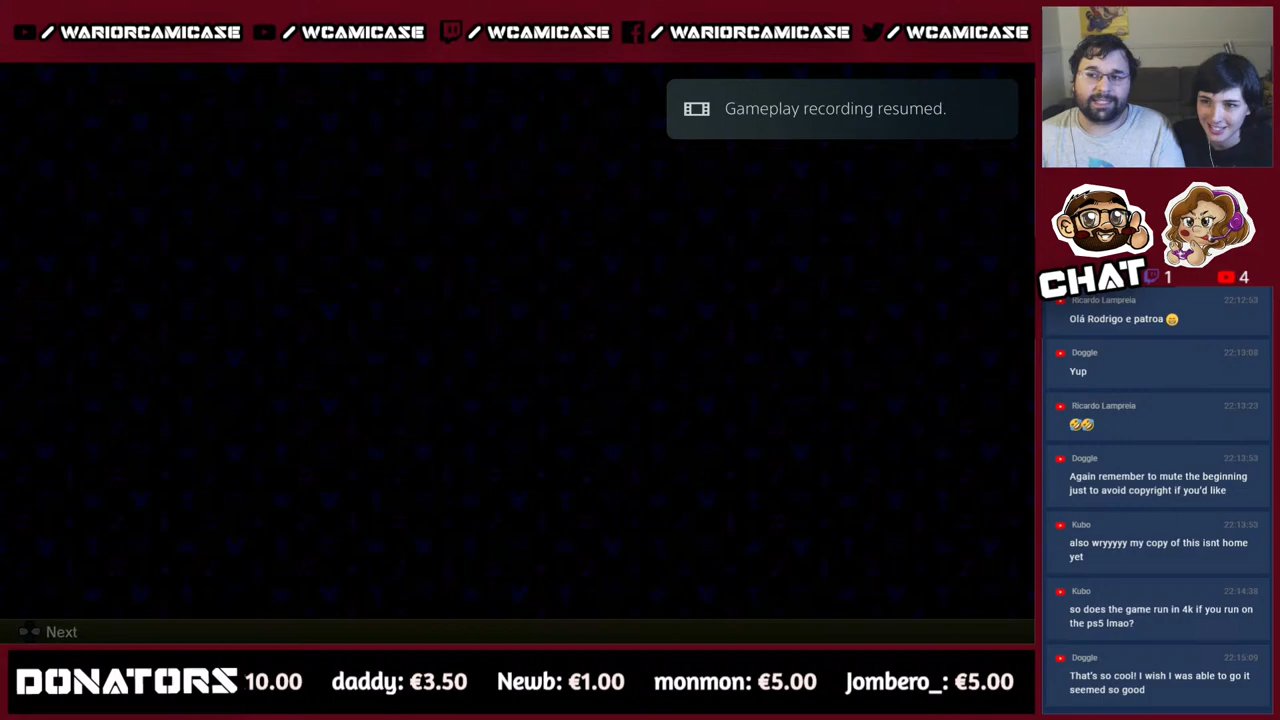 / WARIORCAMICASE / WCAMICASE / WCAMICASE / WARIORCAMICASE / WCAMICASE
Gameplay recording resumed.
CHAT 1 4
Ricardo Lampreia 22:12:53
Olá Rodrigo e patroa 😁
Doggle 22:13:08
Yup
Ricardo Lampreia 22:13:23
🤣🤣
Doggle 22:13:53
Again remember to mute the beginning
just to avoid copyright if you'd like
Kubo 22:13:53
also wryyyyy my copy of this isnt home
yet
Kubo 22:14:38
so does the game run in 4k if you run on
the ps5 lmao?
Doggle 22:15:09
That's so cool! I wish I was able to go it
seemed so good
Next
DONATORS 10.00 daddy: €3.50 Newb: €1.00 monmon: €5.00 Jombero_: €5.00